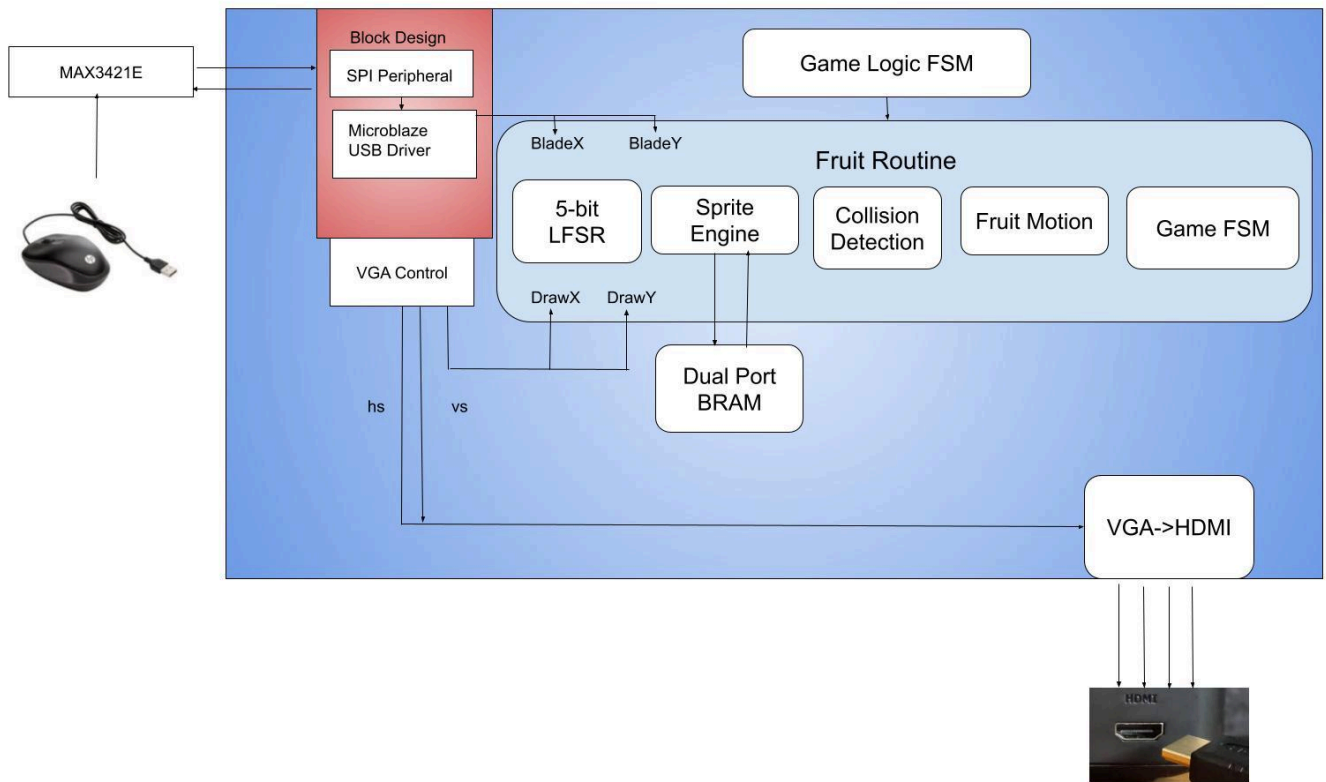 Block Design
MAX3421E
SPI Peripheral
Microblaze
USB Driver
VGA Control
Game Logic FSM
BladeX
BladeY
Fruit Routine
5-bit
LFSR
Sprite
Engine
Collision
Detection
Fruit Motion
Game FSM
DrawX
DrawY
Dual Port
BRAM
hs
vs
VGA->HDMI
HDMI